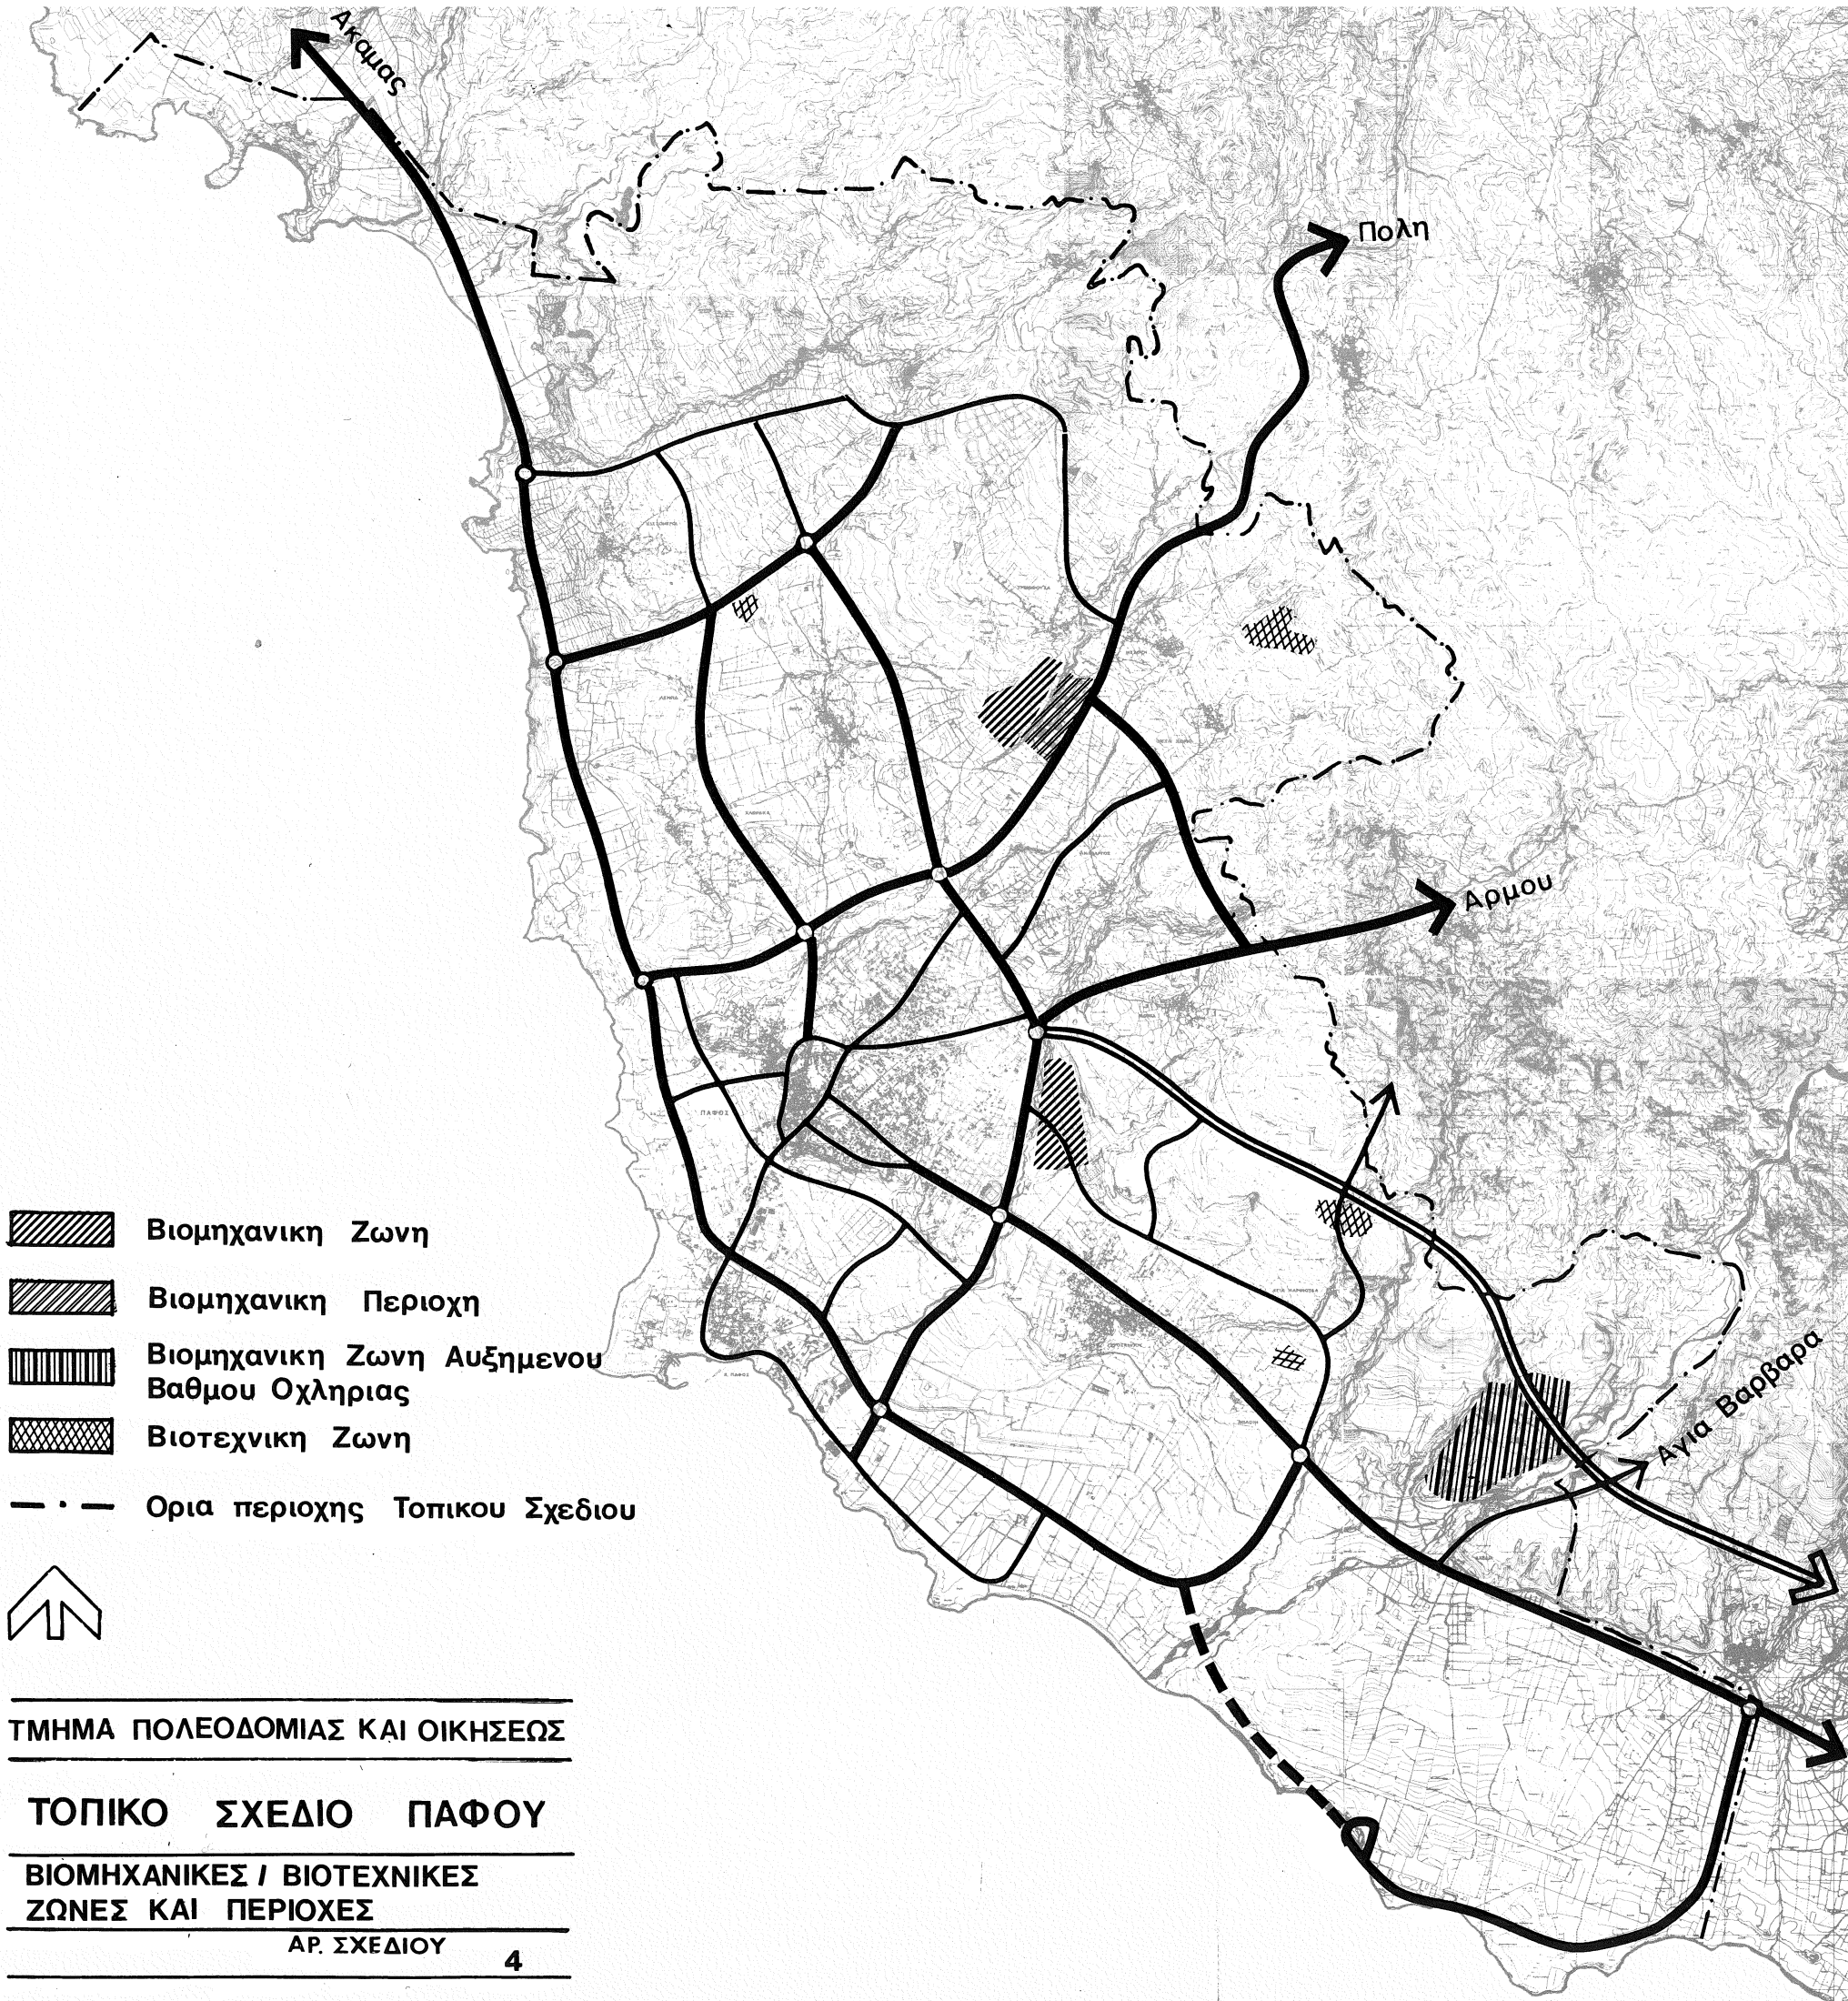 Ακαμας
Πολη
Αρμου
ΠΑΦΟΣ
Αγια Βαρβαρα
Βιομηχανικη Ζωνη
Βιομηχανικη Περιοχη
Βιομηχανικη Ζωνη Αυξημενου
Βαθμου Οχληριας
Βιοτεχνικη Ζωνη
Ορια περιοχης Τοπικου Σχεδιου
ΤΜΗΜΑ ΠΟΛΕΟΔΟΜΙΑΣ ΚΑΙ ΟΙΚΗΣΕΩΣ
ΤΟΠΙΚΟ ΣΧΕΔΙΟ ΠΑΦΟΥ
ΒΙΟΜΗΧΑΝΙΚΕΣ / ΒΙΟΤΕΧΝΙΚΕΣ
ΖΩΝΕΣ ΚΑΙ ΠΕΡΙΟΧΕΣ
ΑΡ. ΣΧΕΔΙΟΥ 4